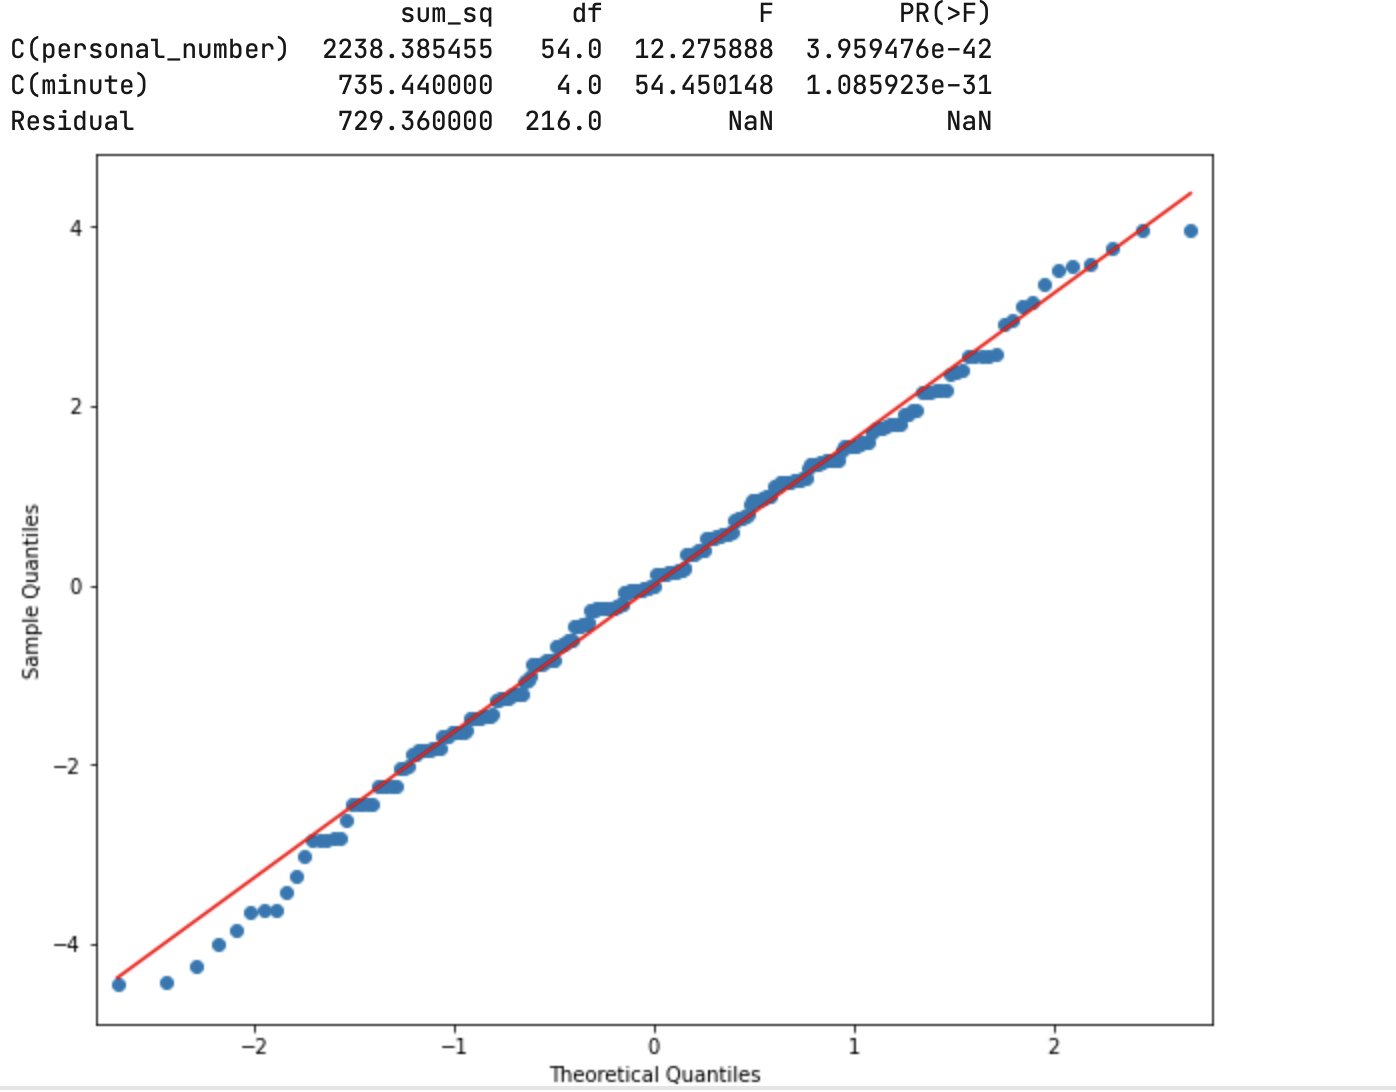 sum_sq df F PR(>F)
C(personal_number) 2238.385455 54.0 12.275888 3.959476e-42
C(minute) 735.440000 4.0 54.450148 1.085923e-31
Residual 729.360000 216.0 NaN NaN
4
2
0
−2
−4
Sample Quantiles
−2 −1 0 1 2
Theoretical Quantiles